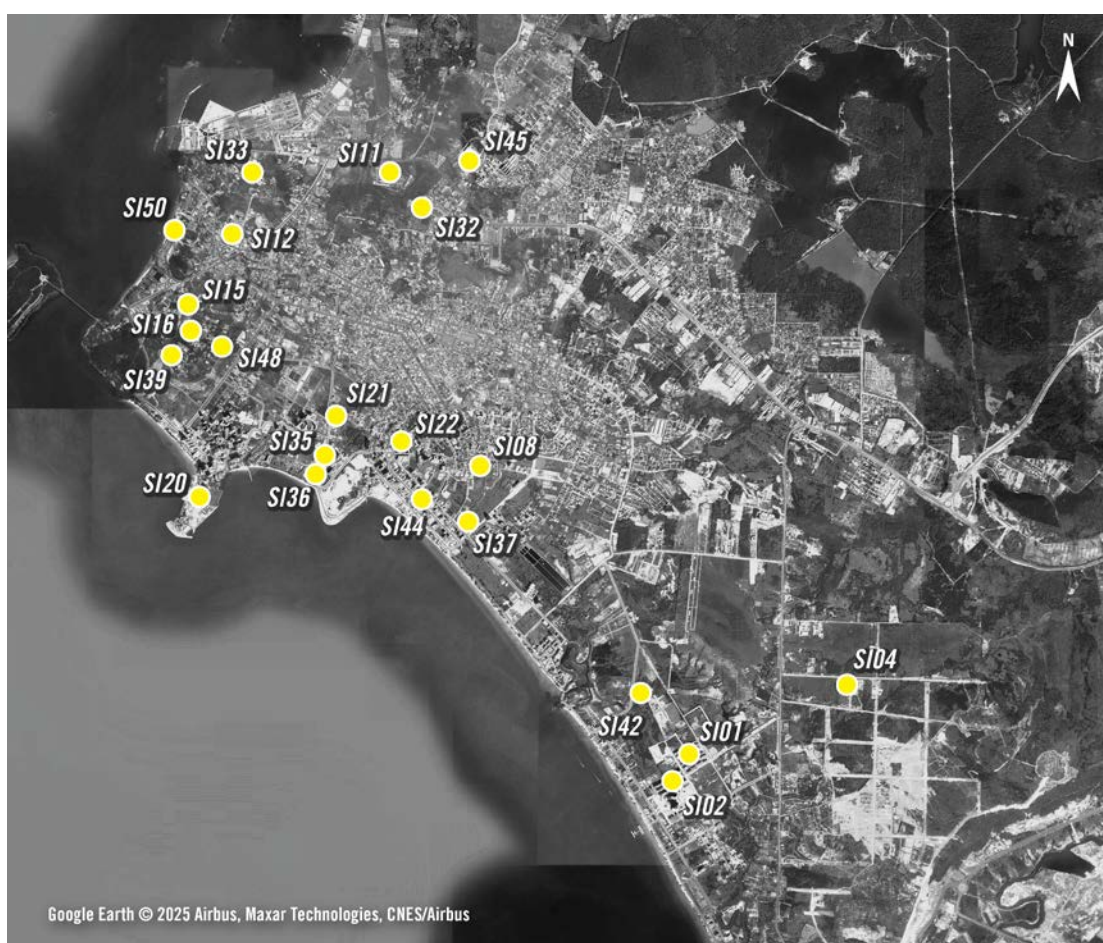 N
SI33
SI11
SI45
SI50
SI12
SI32
SI15
SI16
SI48
SI39
SI21
SI35
SI22
SI08
SI36
SI20
SI44
SI37
SI04
SI42
SI01
SI02
Google Earth © 2025 Airbus, Maxar Technologies, CNES/Airbus